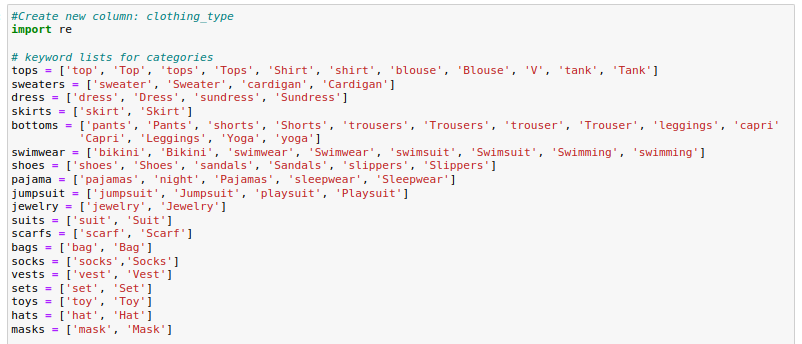 #Create new column: clothing_type
import re
# keyword lists for categories
tops = ['top', 'Top', 'tops', 'Tops', 'Shirt', 'shirt', 'blouse', 'Blouse', 'V', 'tank', 'Tank']
sweaters = ['sweater', 'Sweater', 'cardigan', 'Cardigan']
dress = ['dress', 'Dress', 'sundress', 'Sundress']
skirts = ['skirt', 'Skirt']
bottoms = ['pants', 'Pants', 'shorts', 'Shorts', 'trousers', 'Trousers', 'trouser', 'Trouser', 'leggings', 'capri'
'Capri', 'Leggings', 'Yoga', 'yoga']
swimwear = ['bikini', 'Bikini', 'swimwear', 'Swimwear', 'swimsuit', 'Swimsuit', 'Swimming', 'swimming']
shoes = ['shoes', 'Shoes', 'sandals', 'Sandals', 'slippers', 'Slippers']
pajama = ['pajamas', 'night', 'Pajamas', 'sleepwear', 'Sleepwear']
jumpsuit = ['jumpsuit', 'Jumpsuit', 'playsuit', 'Playsuit']
jewelry = ['jewelry', 'Jewelry']
suits = ['suit', 'Suit']
scarfs = ['scarf', 'Scarf']
bags = ['bag', 'Bag']
socks = ['socks','Socks']
vests = ['vest', 'Vest']
sets = ['set', 'Set']
toys = ['toy', 'Toy']
hats = ['hat', 'Hat']
masks = ['mask', 'Mask']